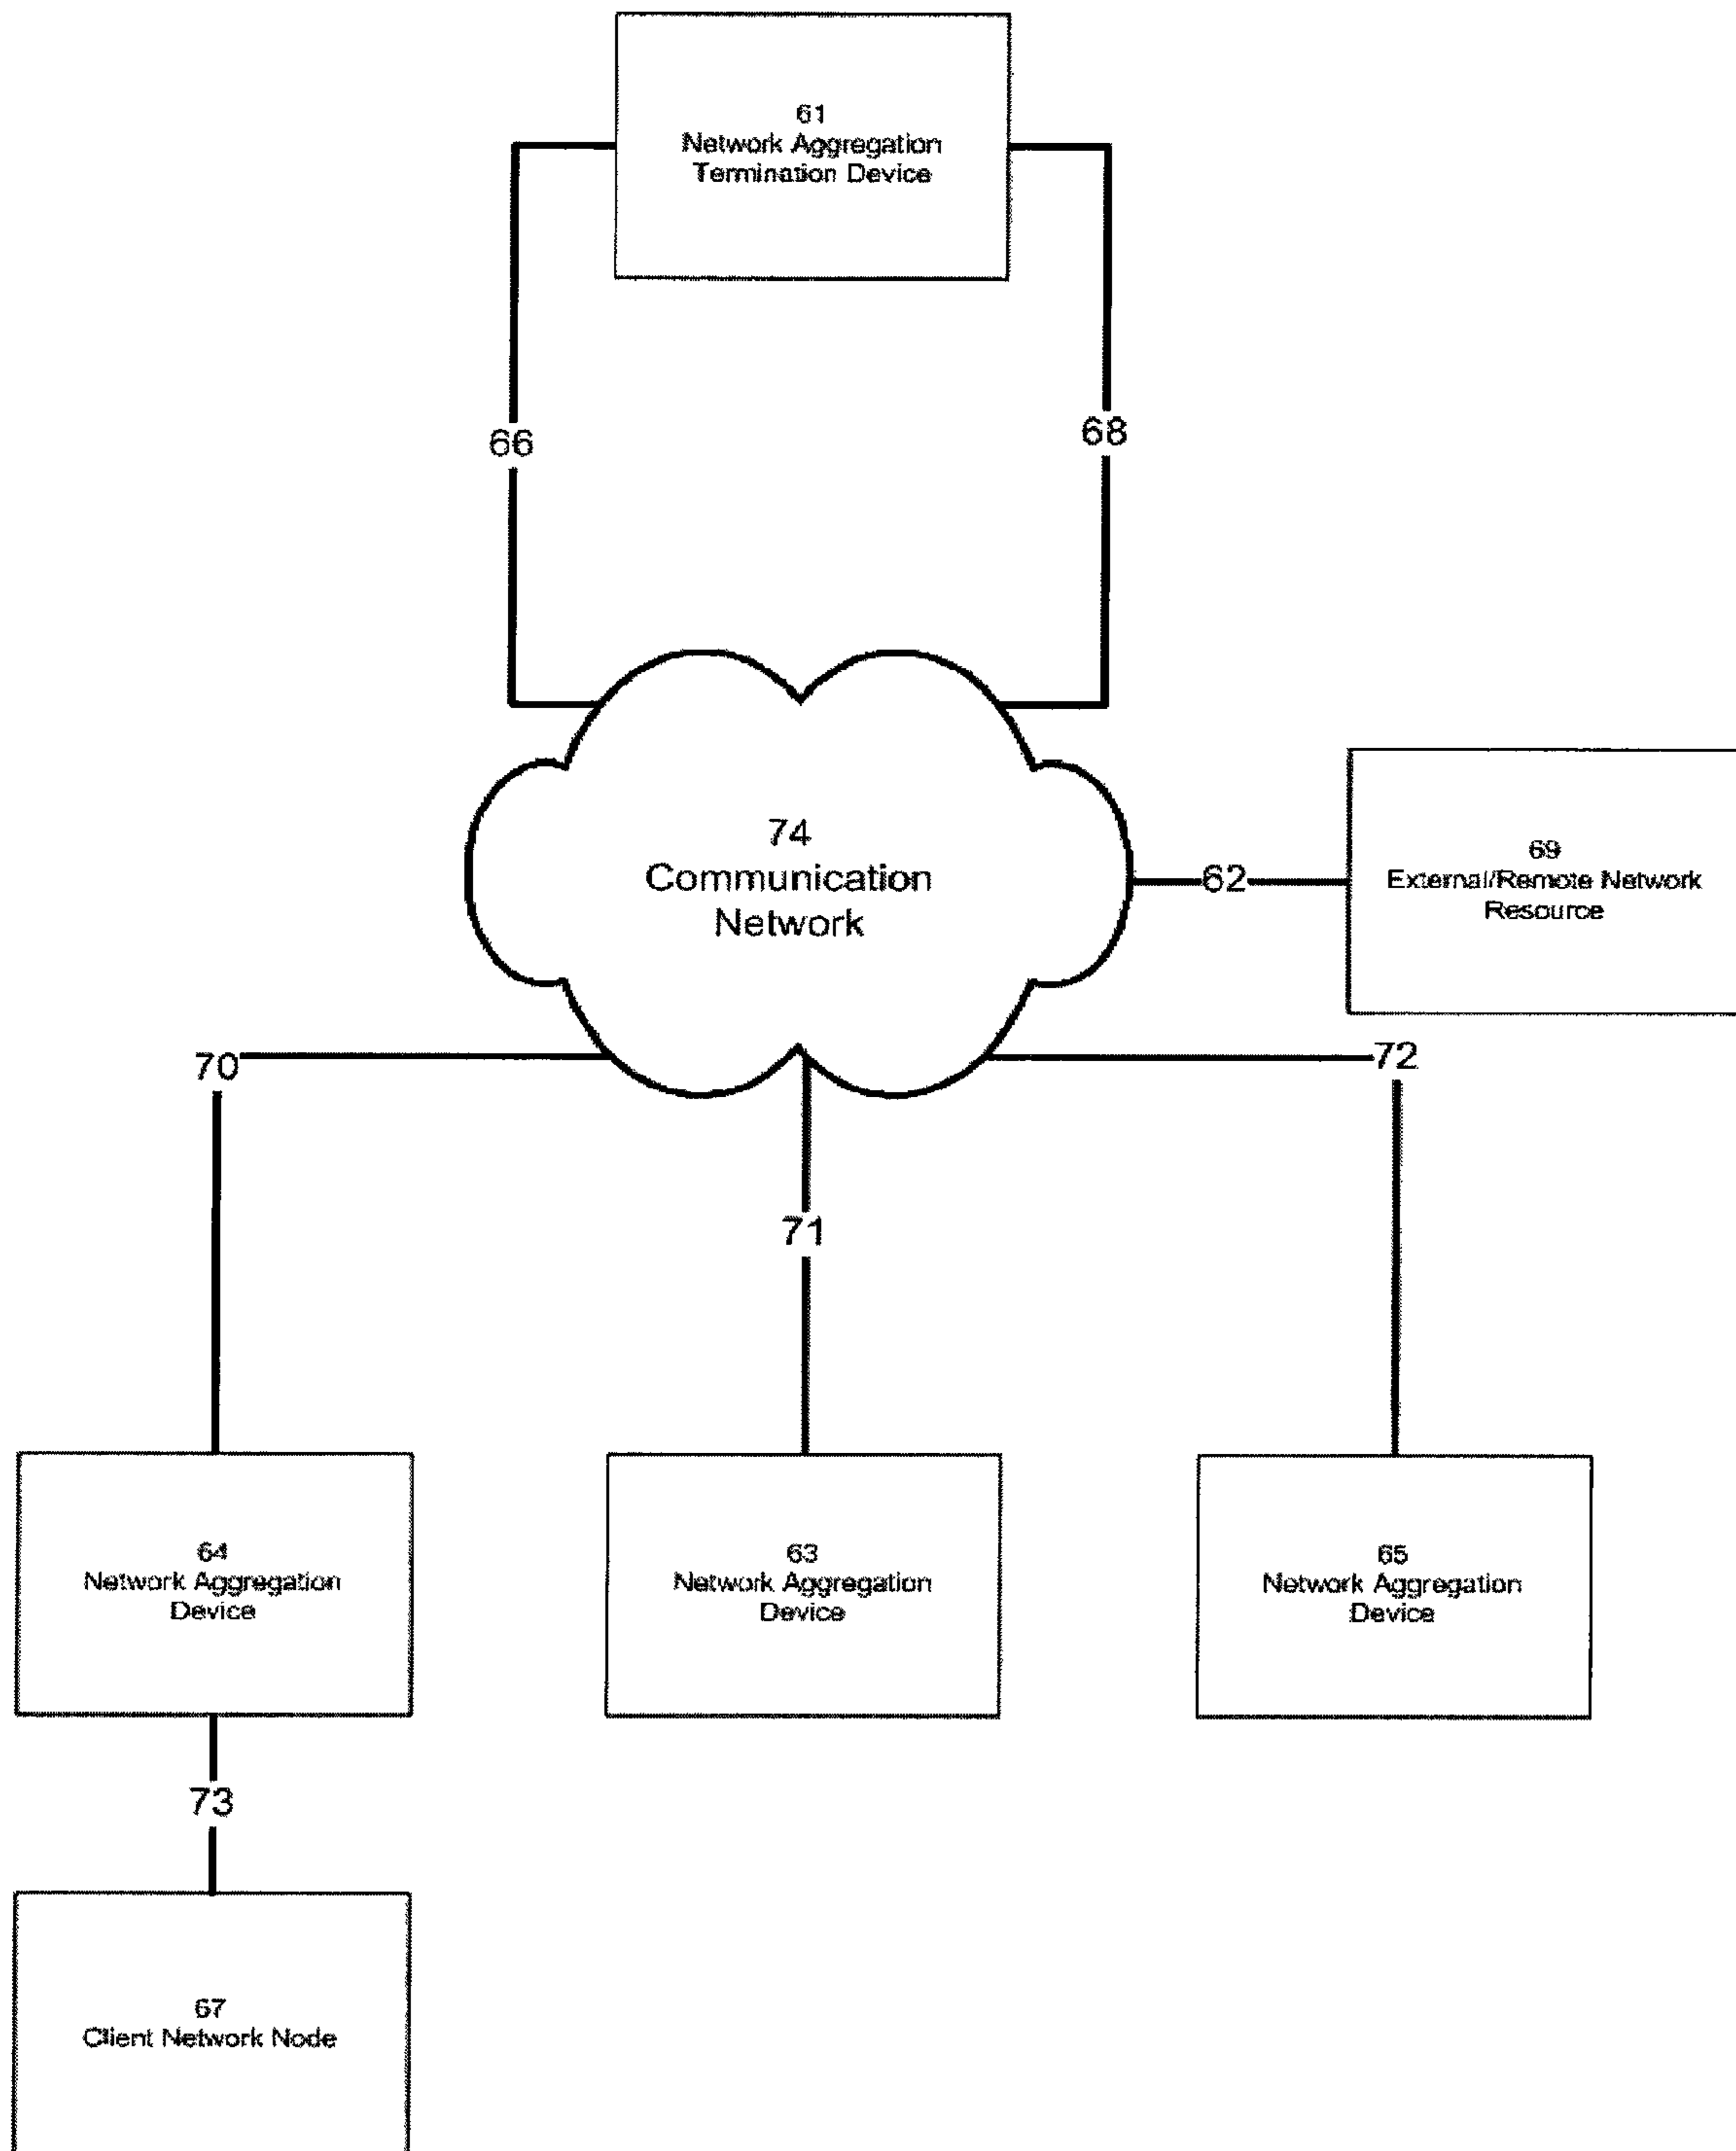 61
Network Aggregation
Termination Device
66
68
74
Communication
Network
62
69
External/Remote Network
Resource
70
72
71
64
Network Aggregation
Device
63
Network Aggregation
Device
65
Network Aggregation
Device
73
67
Client Network Node